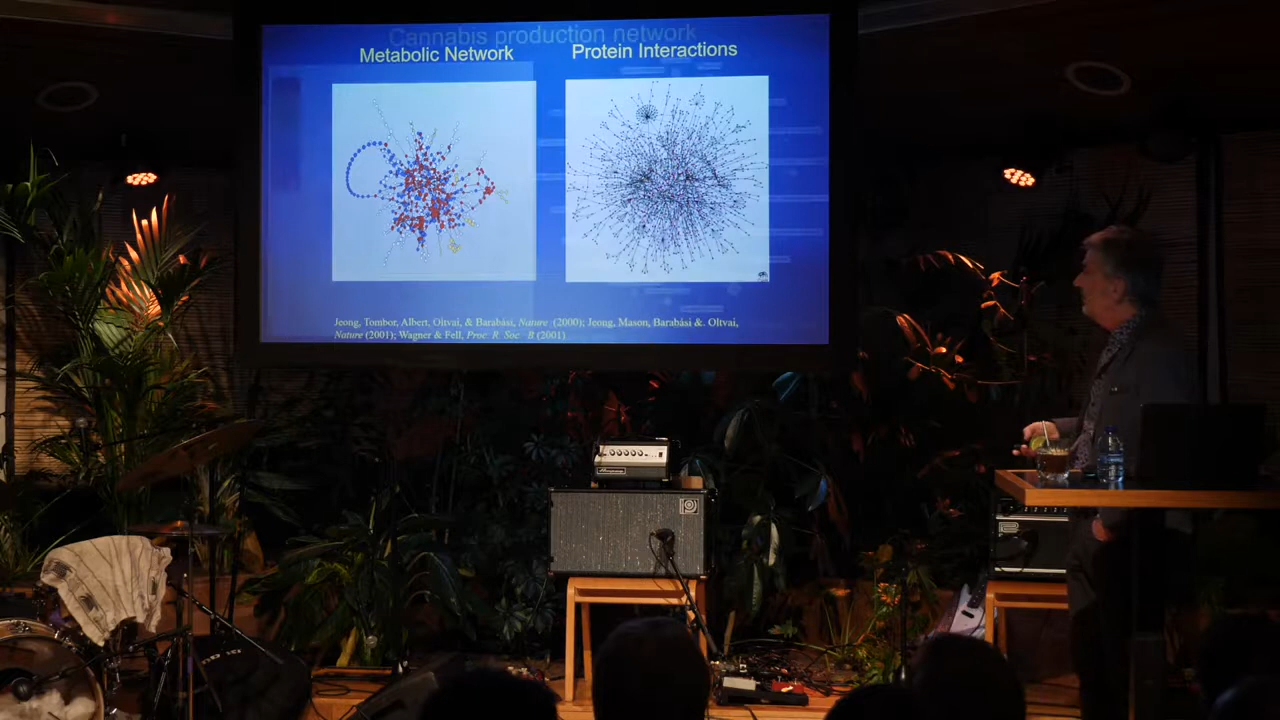 Cannabis production network
Metabolic Network
Protein Interactions
Jeong, Tombor, Albert, Oltvai, & Barabási, Nature (2000); Jeong, Mason, Barabási &. Oltvai,
Nature (2001); Wagner & Fell, Proc. R. Soc. B (2001)
Ampeg